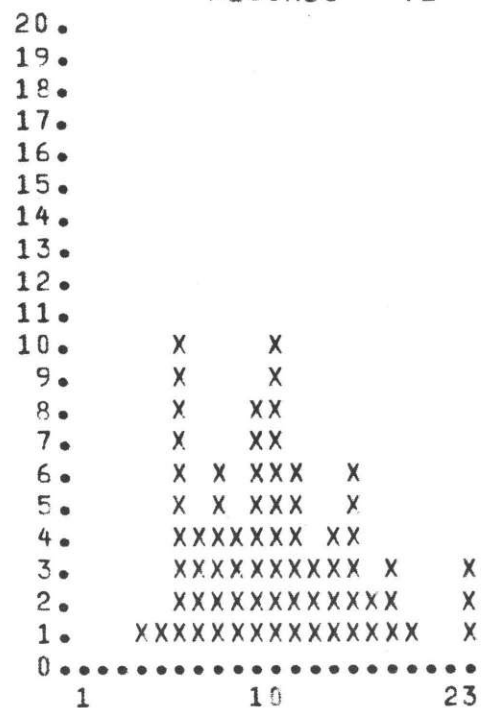 20.
19.
18.
17.
16.
15.
14.
13.
12.
11.
10.     X    X
9.     X    X
8.     X   XX
7.     X   XX
6.     X X XXX  X
5.     X X XXX  X
4.     XXXXXXX XX
3.     XXXXXXXXXX X   X
2.     XXXXXXXXXXXX   X
1.   XXXXXXXXXXXXXXX  X
0......................
1        10        23